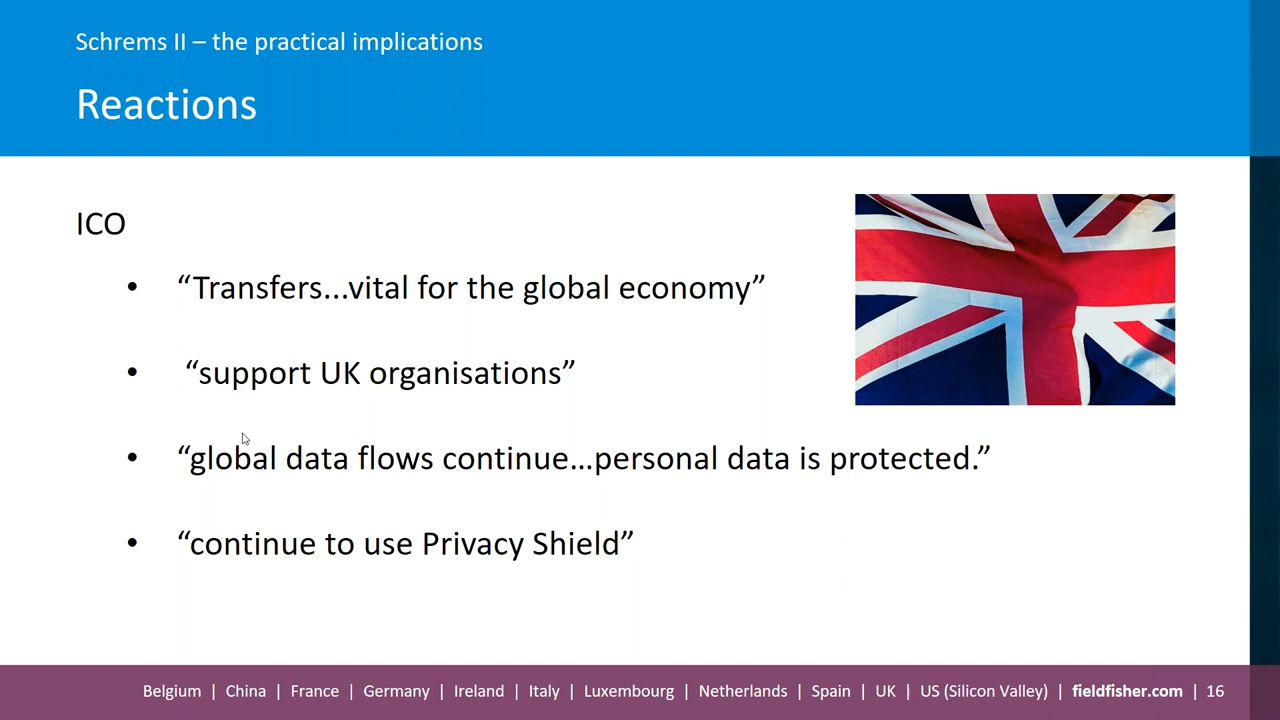 Schrems II – the practical implications
Reactions
ICO
• “Transfers...vital for the global economy”
• “support UK organisations”
• “global data flows continue...personal data is protected.”
• “continue to use Privacy Shield”
Belgium | China | France | Germany | Ireland | Italy | Luxembourg | Netherlands | Spain | UK | US (Silicon Valley) | fieldfisher.com | 16